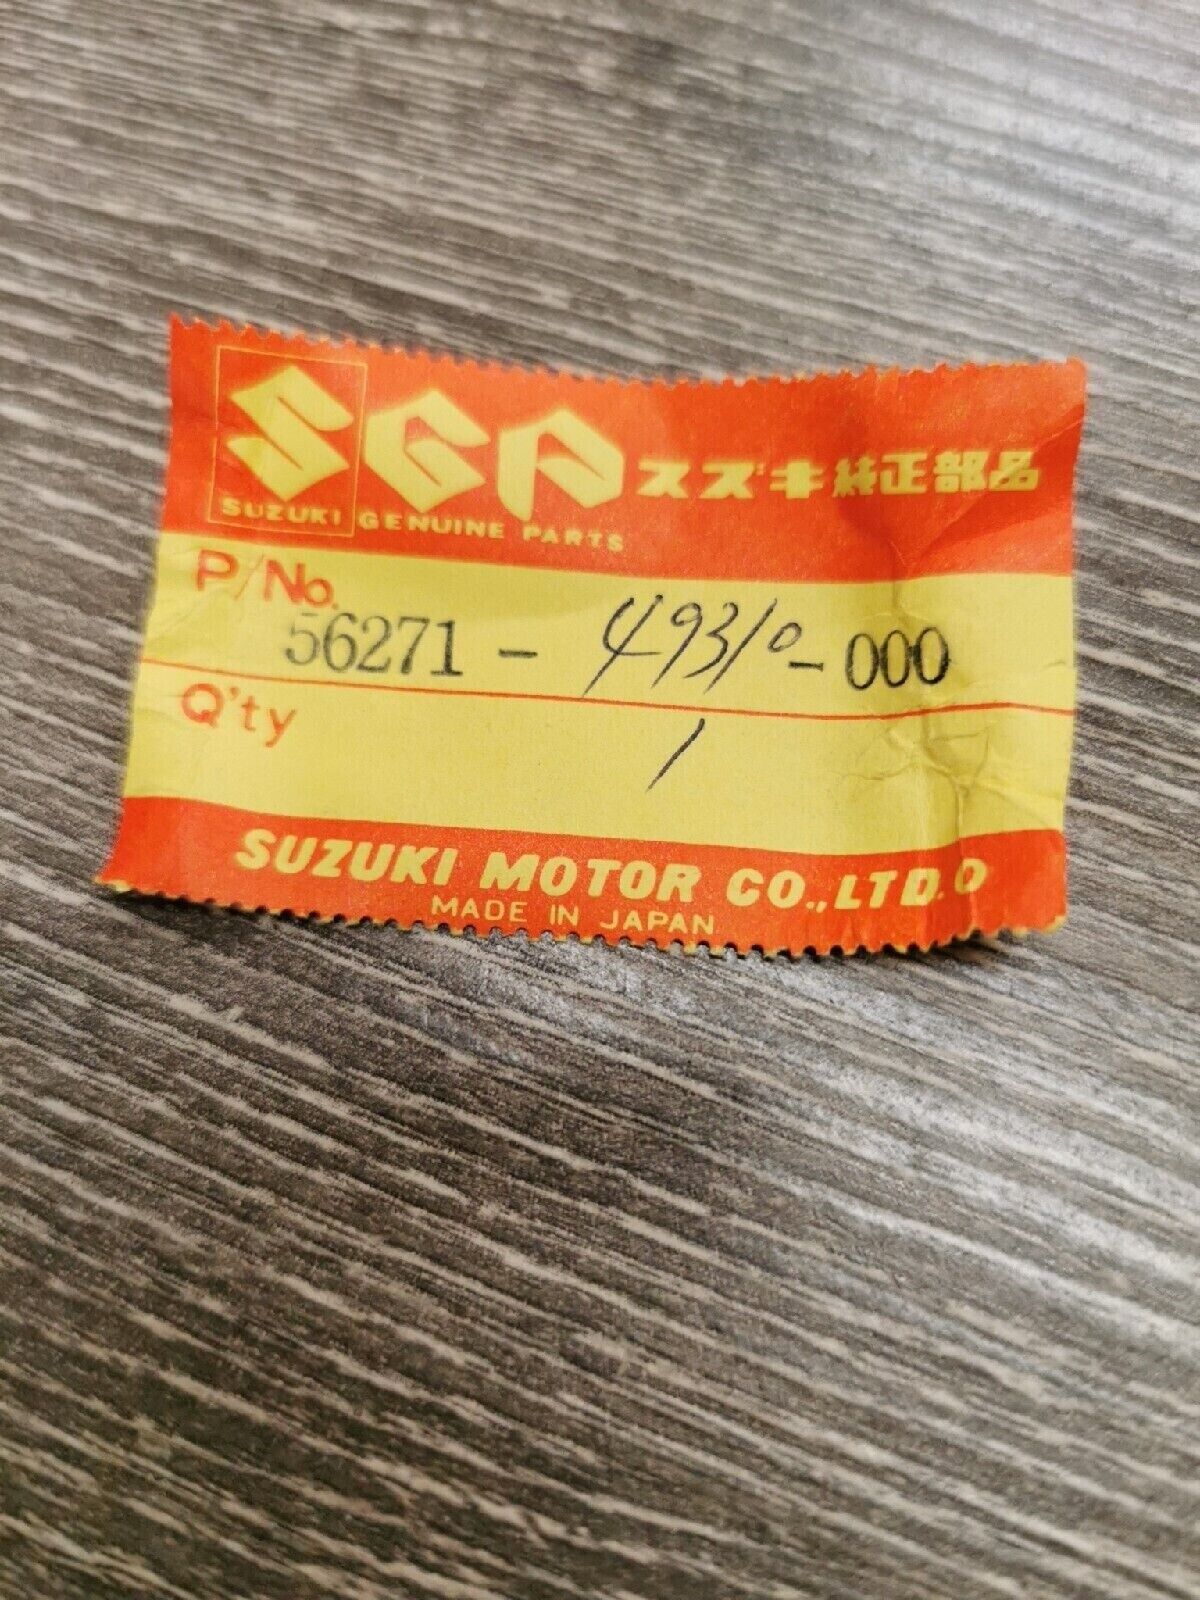 SGP スズキ純正部品
SUZUKI GENUINE PARTS
P/No.
56271 - 49310 - 000
Q'ty 1
SUZUKI MOTOR CO., LTD. O
MADE IN JAPAN